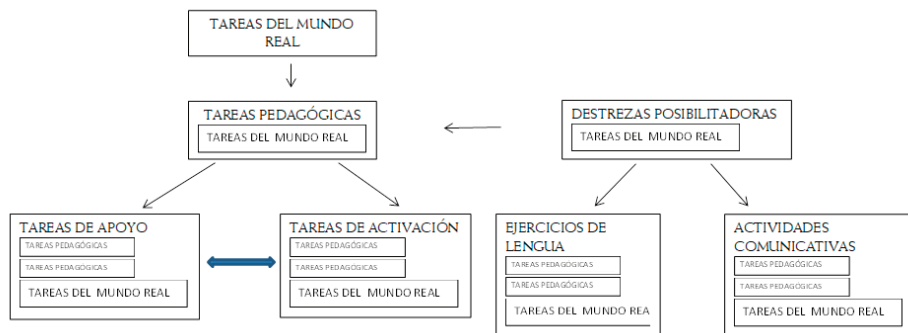 TAREAS DEL MUNDO
REAL
TAREAS PEDAGÓGICAS
TAREAS DEL MUNDO REAL
DESTREZAS POSIBILITADORAS
TAREAS DEL MUNDO REAL
TAREAS DE APOYO
TAREAS PEDAGÓGICAS
TAREAS PEDAGÓGICAS
TAREAS DEL MUNDO REAL
TAREAS DE ACTIVACIÓN
TAREAS PEDAGÓGICAS
TAREAS PEDAGÓGICAS
TAREAS DEL MUNDO REAL
EJERCICIOS DE
LENGUA
TAREAS PEDAGÓGICAS
TAREAS PEDAGÓGICAS
TAREAS DEL MUNDO REA
ACTIVIDADES
COMUNICATIVAS
TAREAS PEDAGÓGICAS
TAREAS PEDAGÓGICAS
TAREAS DEL MUNDO REAL